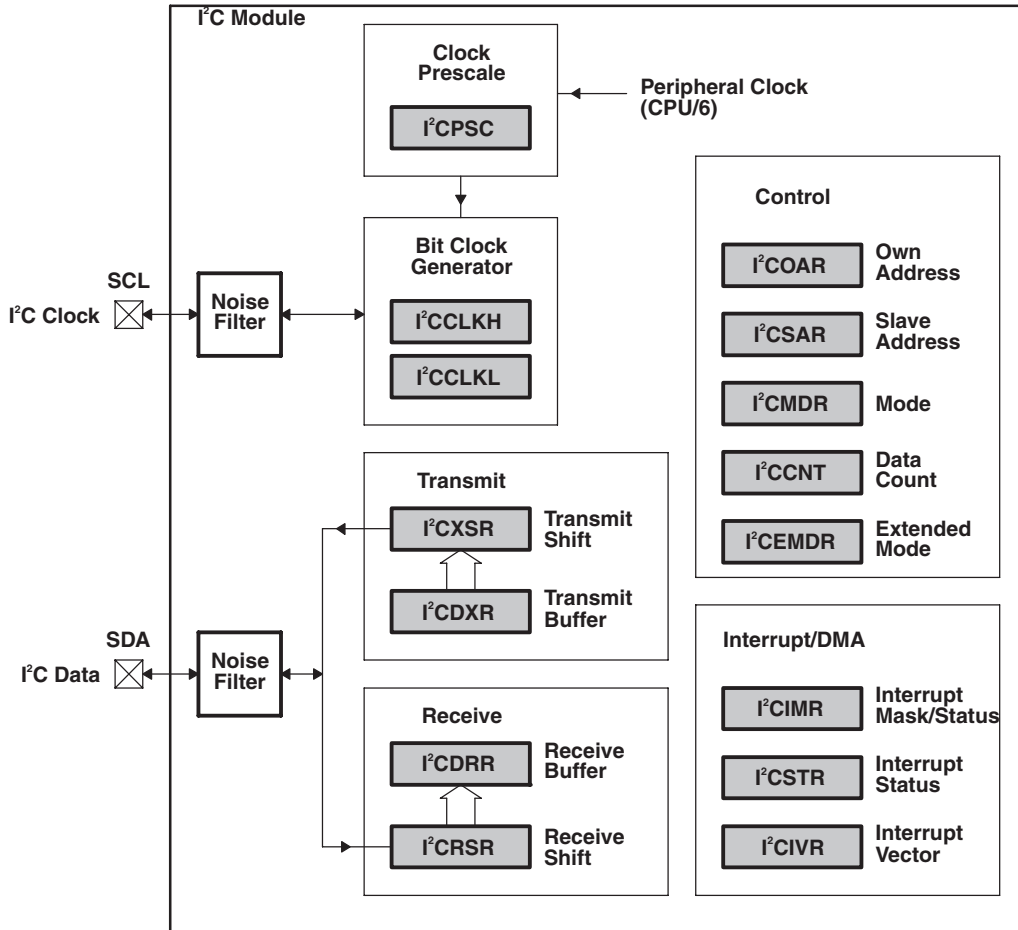 I²C Module
Clock
Prescale
I²CPSC
Peripheral Clock
(CPU/6)
Bit Clock
Generator
I²CCLKH
I²CCLKL
SCL
I²C Clock
Noise
Filter
Control
I²COAR
Own
Address
I²CSAR
Slave
Address
I²CMDR
Mode
I²CCNT
Data
Count
I²CEMDR
Extended
Mode
Transmit
I²CXSR
Transmit
Shift
I²CDXR
Transmit
Buffer
SDA
I²C Data
Noise
Filter
Receive
I²CDRR
Receive
Buffer
I²CRSR
Receive
Shift
Interrupt/DMA
I²CIMR
Interrupt
Mask/Status
I²CSTR
Interrupt
Status
I²CIVR
Interrupt
Vector